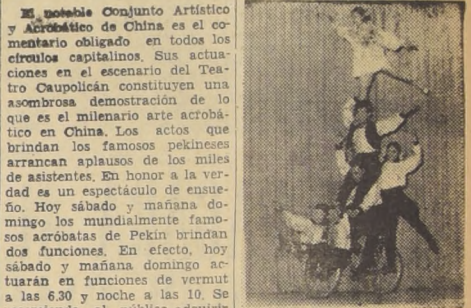 El notable Conjunto Artístico
y Acrobático de China es el co-
mentario obligado en todos los
círculos capitalinos. Sus actua-
ciones en el escenario del Tea-
tro Caupolicán constituyen una
asombrosa demostración de lo
que es el milenario arte acrobá-
tico en China. Los actos que
brindan los famosos pekineses
arrancan aplausos de los miles
de asistentes. En honor a la ver-
dad es un espectáculo de ensue-
ño. Hoy sábado y mañana do-
mingo los mundialmente famo-
sos acróbatas de Pekín brindan
dos funciones. En efecto, hoy
sábado y mañana domingo ac-
tuarán en funciones de vermut
a las 6.30 y noche a las 10. Se